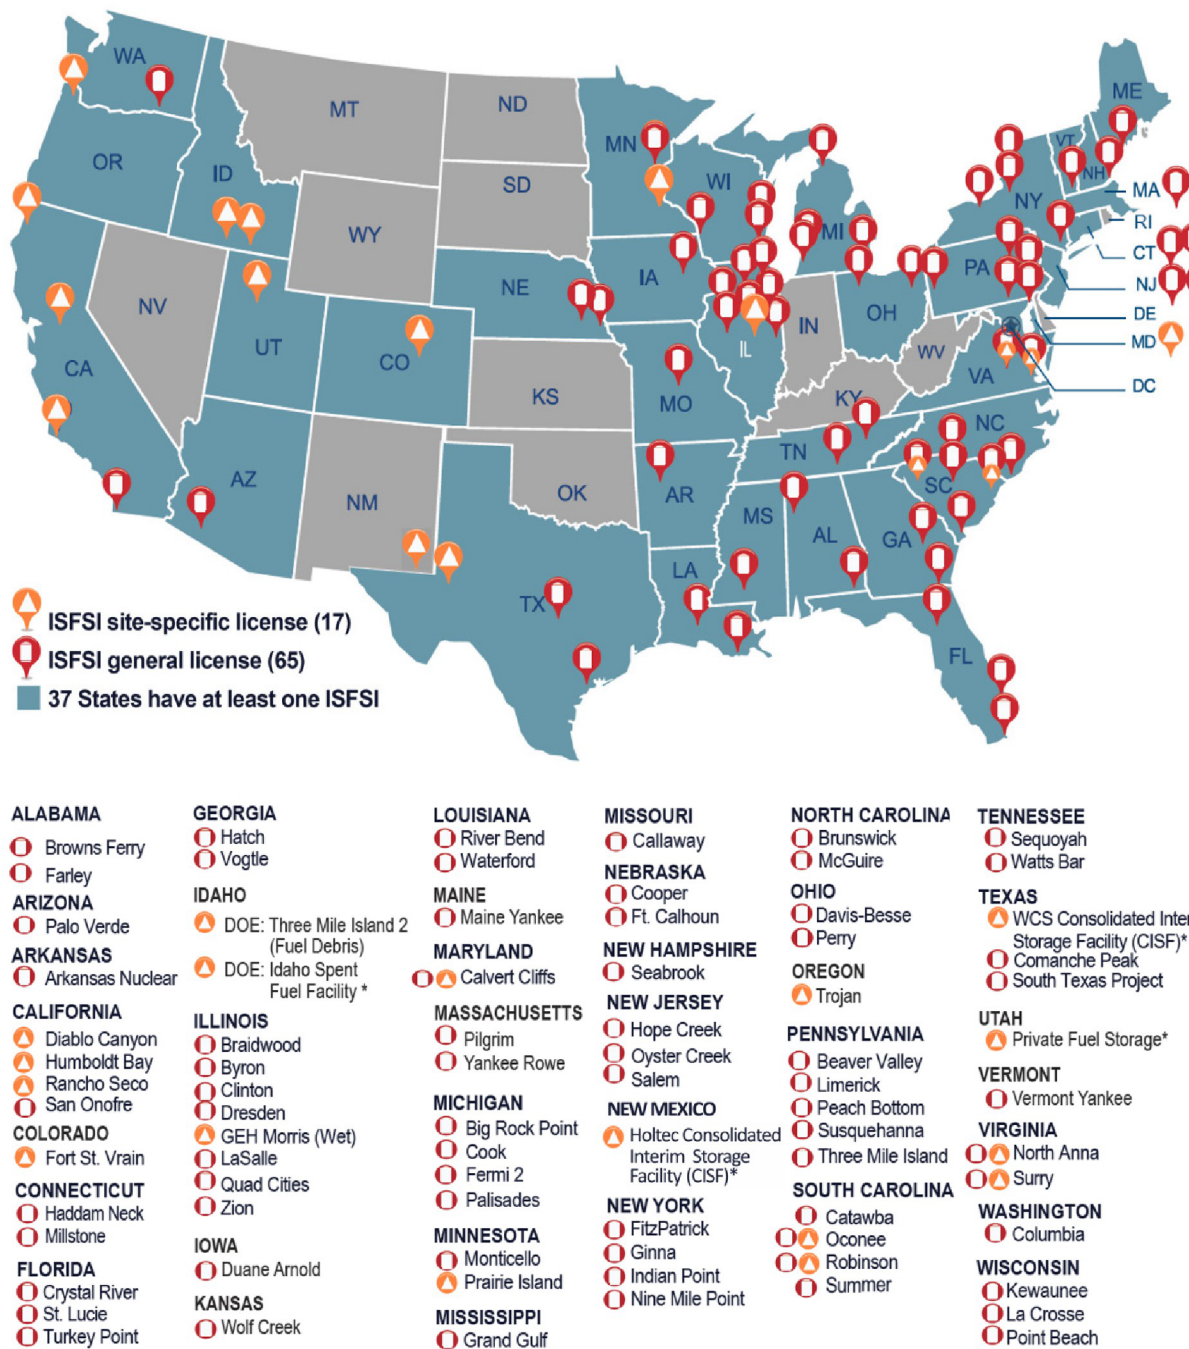 WA
MT
ND
MN
ME
OR
ID
SD
WI
VT
NH
WY
MI
NY
MA
RI
CT
NV
NE
IA
PA
NJ
UT
CO
IL
IN
OH
DE
MD
CA
KS
MO
WV
VA
DC
KY
AZ
NM
OK
AR
TN
NC
SC
MS
AL
GA
TX
LA
FL
ISFSI site-specific license (17)
ISFSI general license (65)
37 States have at least one ISFSI
ALABAMA
Browns Ferry
Farley
ARIZONA
Palo Verde
ARKANSAS
Arkansas Nuclear
CALIFORNIA
Diablo Canyon
Humboldt Bay
Rancho Seco
San Onofre
COLORADO
Fort St. Vrain
CONNECTICUT
Haddam Neck
Millstone
FLORIDA
Crystal River
St. Lucie
Turkey Point
GEORGIA
Hatch
Vogtle
IDAHO
DOE: Three Mile Island 2
(Fuel Debris)
DOE: Idaho Spent
Fuel Facility *
ILLINOIS
Braidwood
Byron
Clinton
Dresden
GEH Morris (Wet)
LaSalle
Quad Cities
Zion
IOWA
Duane Arnold
KANSAS
Wolf Creek
LOUISIANA
River Bend
Waterford
MAINE
Maine Yankee
MARYLAND
Calvert Cliffs
MASSACHUSETTS
Pilgrim
Yankee Rowe
MICHIGAN
Big Rock Point
Cook
Fermi 2
Palisades
MINNESOTA
Monticello
Prairie Island
MISSISSIPPI
Grand Gulf
MISSOURI
Callaway
NEBRASKA
Cooper
Ft. Calhoun
NEW HAMPSHIRE
Seabrook
NEW JERSEY
Hope Creek
Oyster Creek
Salem
NEW MEXICO
Holtec Consolidated
Interim Storage
Facility (CISF)*
NEW YORK
FitzPatrick
Ginna
Indian Point
Nine Mile Point
NORTH CAROLINA
Brunswick
McGuire
OHIO
Davis-Besse
Perry
OREGON
Trojan
PENNSYLVANIA
Beaver Valley
Limerick
Peach Bottom
Susquehanna
Three Mile Island
SOUTH CAROLINA
Catawba
Oconee
Robinson
Summer
TENNESSEE
Sequoyah
Watts Bar
TEXAS
WCS Consolidated Inter
Storage Facility (CISF)*
Comanche Peak
South Texas Project
UTAH
Private Fuel Storage*
VERMONT
Vermont Yankee
VIRGINIA
North Anna
Surry
WASHINGTON
Columbia
WISCONSIN
Kewaunee
La Crosse
Point Beach